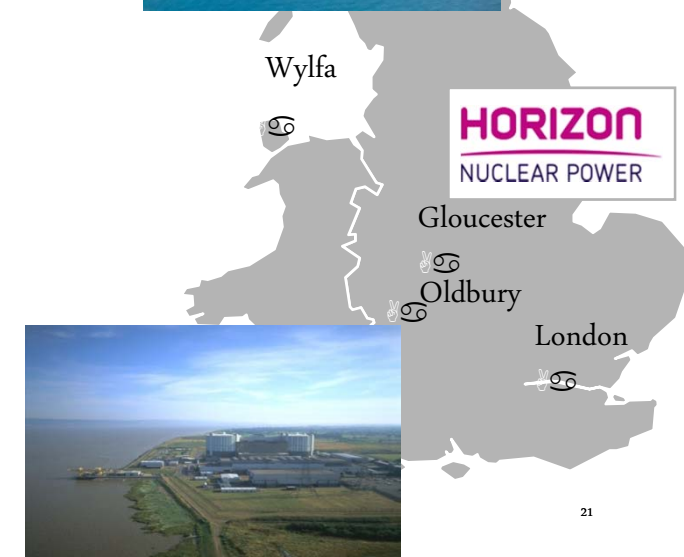 Wylfa
HORIZON
NUCLEAR POWER
Gloucester
Oldbury
London
21